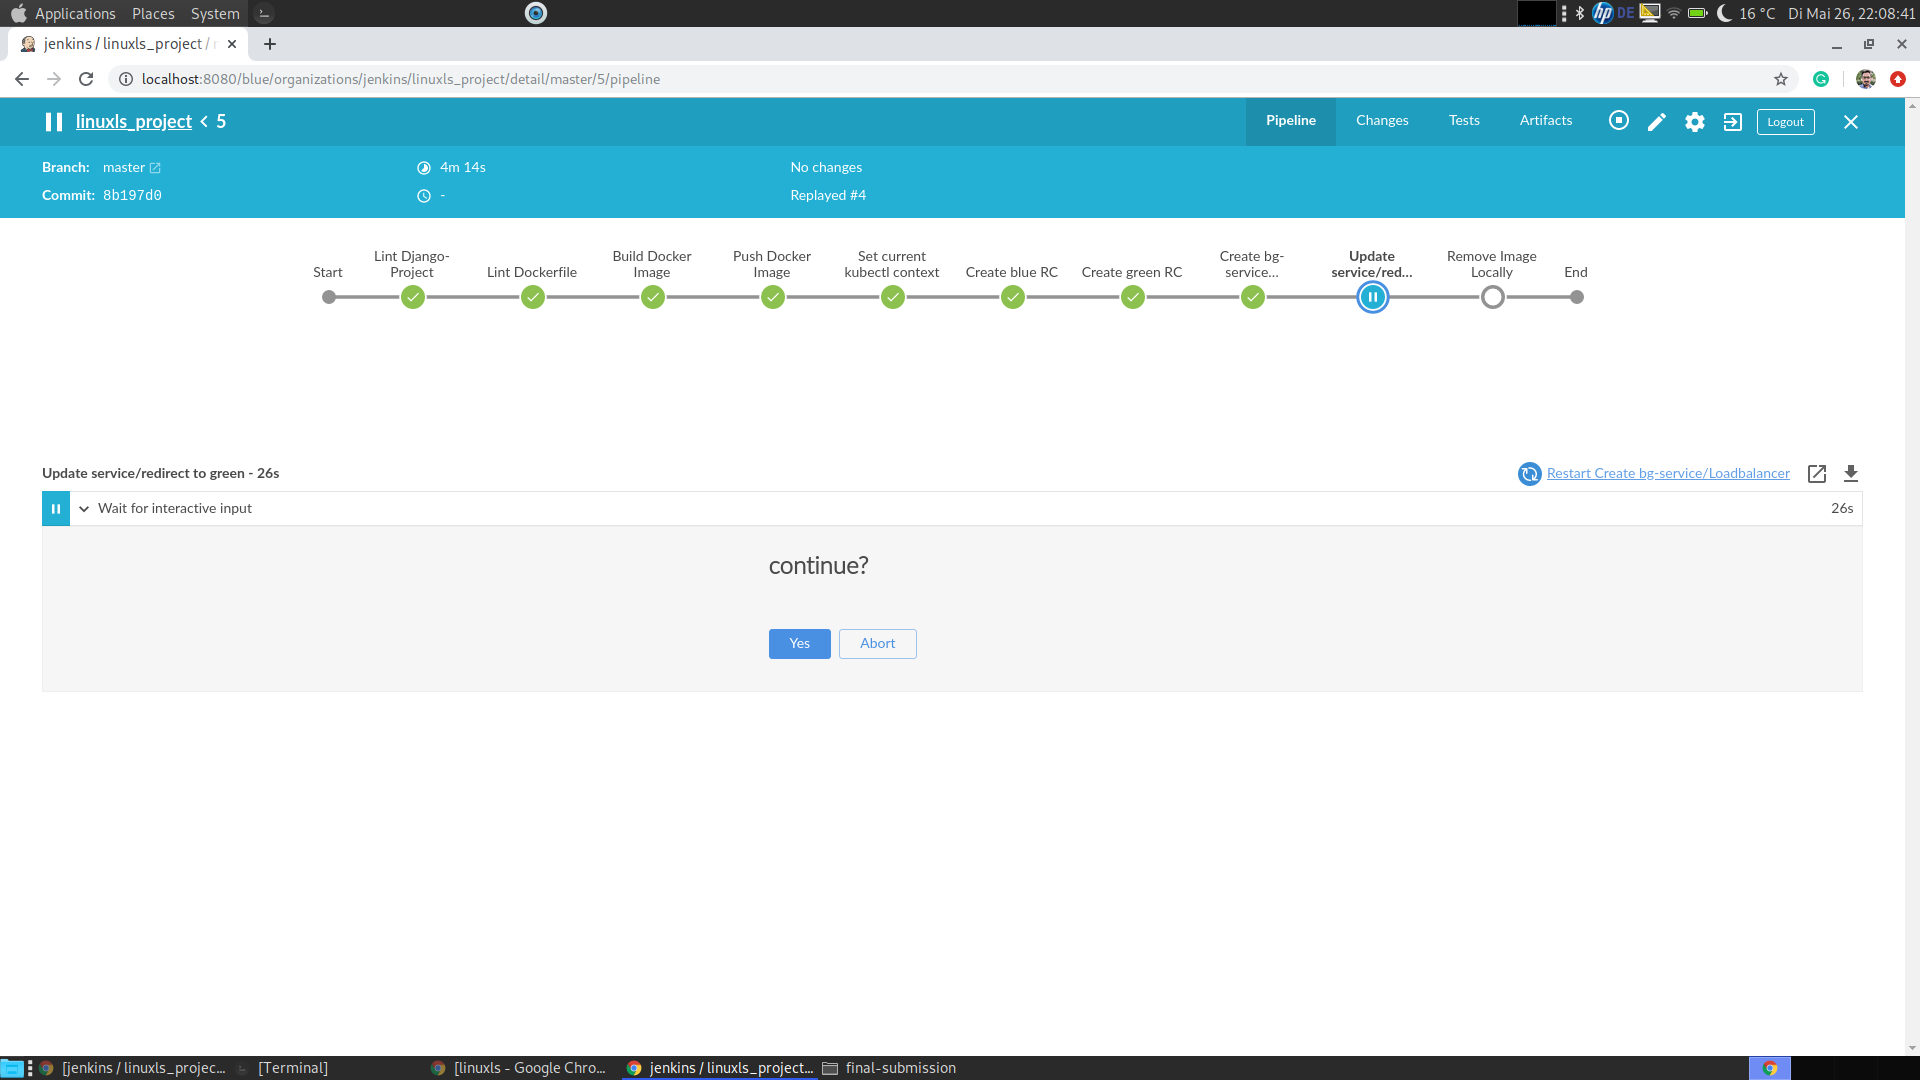 Applications Places System
DE 16 °C Di Mai 26, 22:08:41
jenkins / linuxls_project /
localhost:8080/blue/organizations/jenkins/linuxls_project/detail/master/5/pipeline
linuxls_project < 5
Pipeline Changes Tests Artifacts Logout
Branch: master 4m 14s No changes
Commit: 8b197d0 - Replayed #4
Start
Lint Django-
Project
Lint Dockerfile
Build Docker
Image
Push Docker
Image
Set current
kubectl context
Create blue RC
Create green RC
Create bg-
service...
Update
service/red...
Remove Image
Locally
End
Update service/redirect to green - 26s
Restart Create bg-service/Loadbalancer
Wait for interactive input 26s
continue?
Yes Abort
[jenkins / linuxls_projec... [Terminal] [linuxls - Google Chro... jenkins / linuxls_project... final-submission